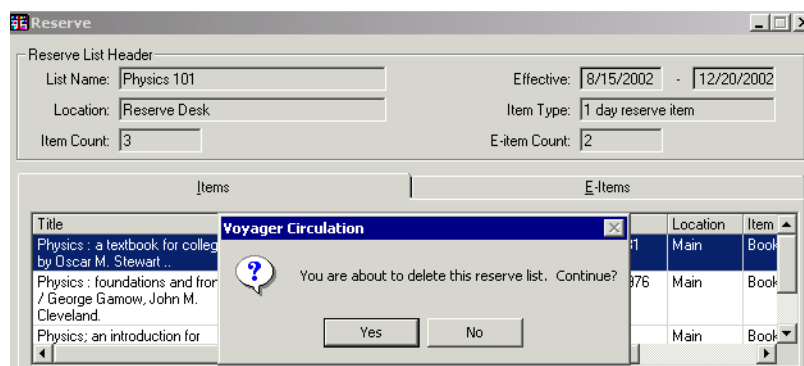 Reserve
Reserve List Header
List Name: Physics 101 Effective: 8/15/2002 - 12/20/2002
Location: Reserve Desk Item Type: 1 day reserve item
Item Count: 3 E-item Count: 2
Items E-Items
Title Location Item
Physics : a textbook for colleg
by Oscar M. Stewart .. Main Book
Physics : foundations and fror 976 Main Book
/ George Gamow, John M.
Cleveland.
Physics; an introduction for Main Book
Voyager Circulation
You are about to delete this reserve list. Continue?
Yes No